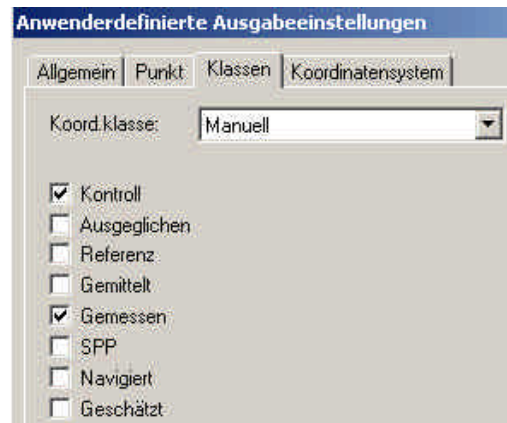 Anwenderdefinierte Ausgabeeinstellungen
Allgemein Punkt Klassen Koordinatensystem
Koord.klasse: Manuell
Kontroll
Ausgeglichen
Referenz
Gemittelt
Gemessen
SPP
Navigiert
Geschätzt